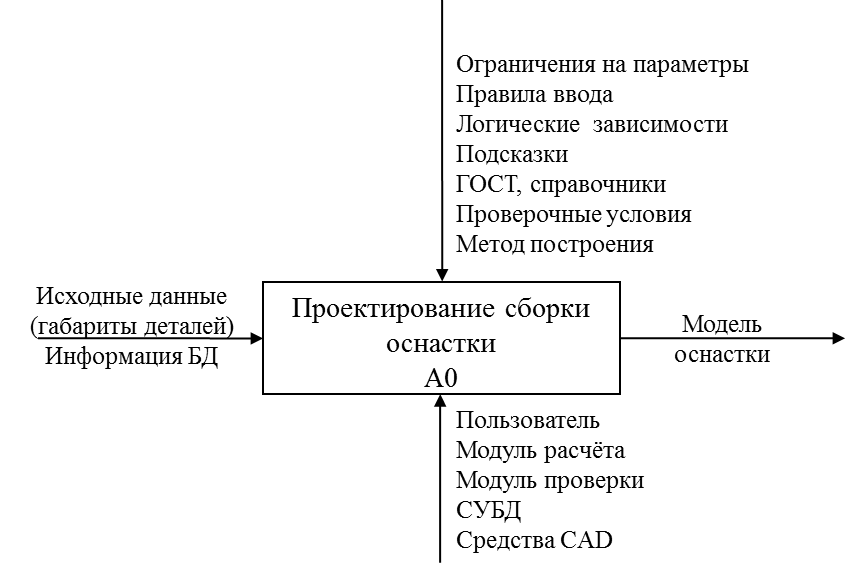 Ограничения на параметры
Правила ввода
Логические зависимости
Подсказки
ГОСТ, справочники
Проверочные условия
Метод построения
Исходные данные
(габариты деталей)
Информация БД
Проектирование сборки
оснастки
А0
Модель
оснастки
Пользователь
Модуль расчёта
Модуль проверки
СУБД
Средства CAD